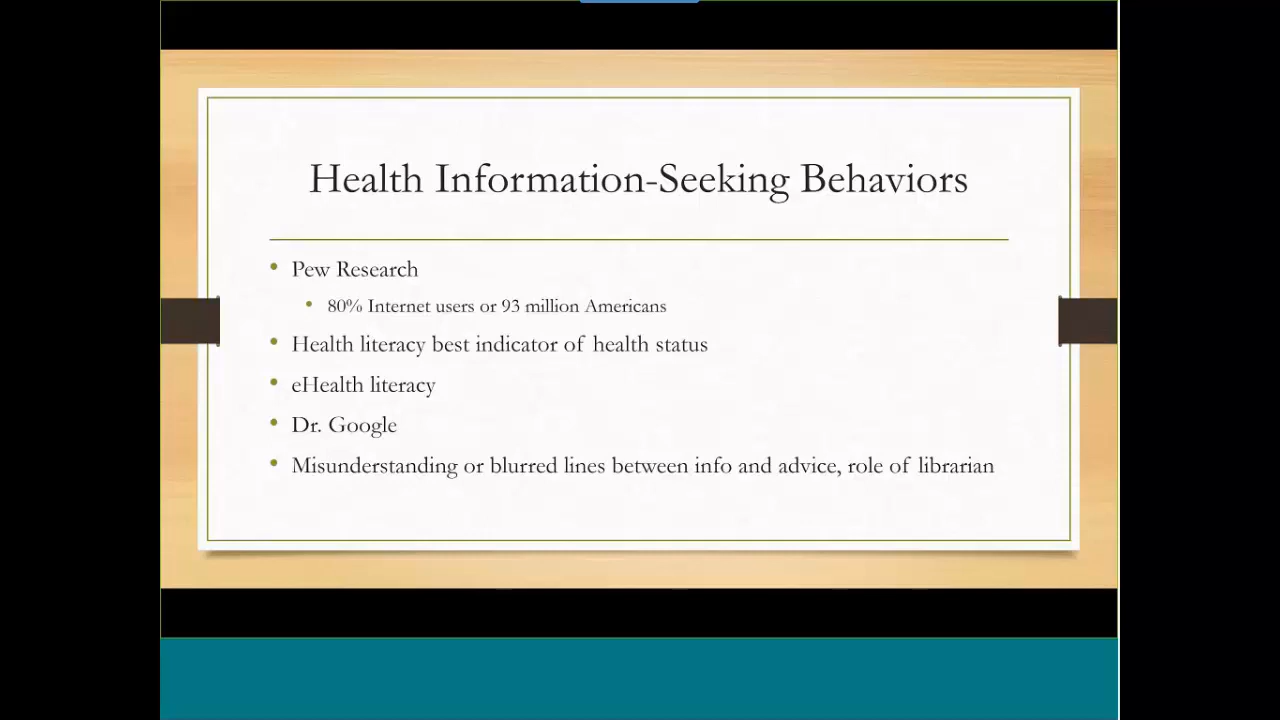 Health Information-Seeking Behaviors
• Pew Research
• 80% Internet users or 93 million Americans
• Health literacy best indicator of health status
• eHealth literacy
• Dr. Google
• Misunderstanding or blurred lines between info and advice, role of librarian